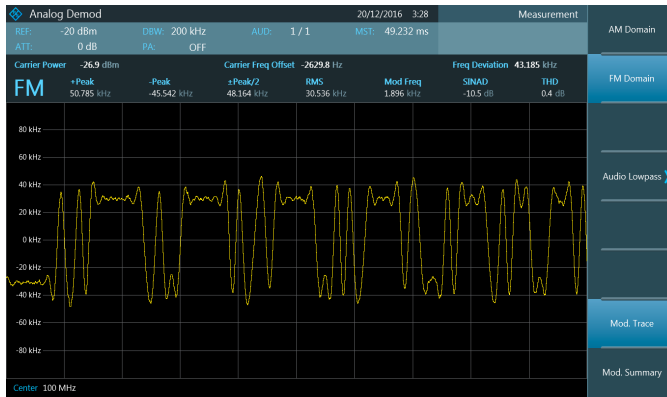 Analog Demod 20/12/2016 3:28 Measurement
REF: -20 dBm DBW: 200 kHz AUD: 1 / 1 MST: 49.232 ms
ATT: 0 dB PA: OFF
Carrier Power -26.9 dBm Carrier Freq Offset -2629.8 Hz Freq Deviation 43.185 kHz
FM +Peak -Peak ±Peak/2 RMS Mod Freq SINAD THD
50.785 kHz -45.542 kHz 48.164 kHz 30.536 kHz 1.896 kHz -10.5 dB 0.4 dB
80 kHz
60 kHz
40 kHz
20 kHz
0 kHz
-20 kHz
-40 kHz
-60 kHz
-80 kHz
Center 100 MHz
AM Domain
FM Domain
Audio Lowpass
Mod. Trace
Mod. Summary